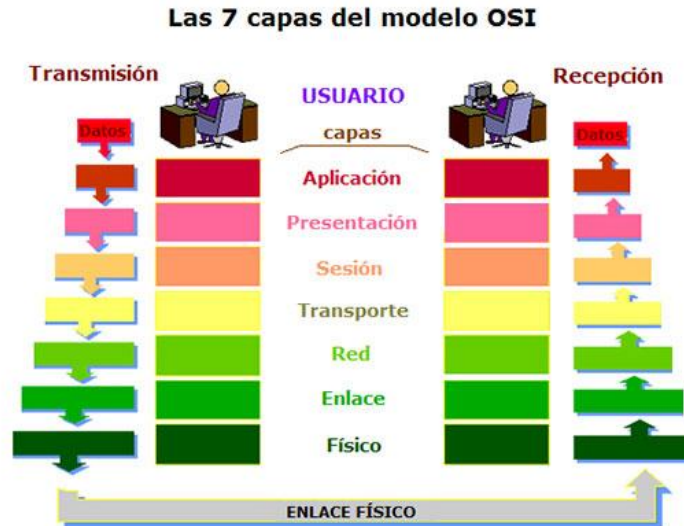 Las 7 capas del modelo OSI
Transmisión
Recepción
USUARIO
Datos
capas
Datos
Aplicación
Presentación
Sesión
Transporte
Red
Enlace
Físico
ENLACE FÍSICO